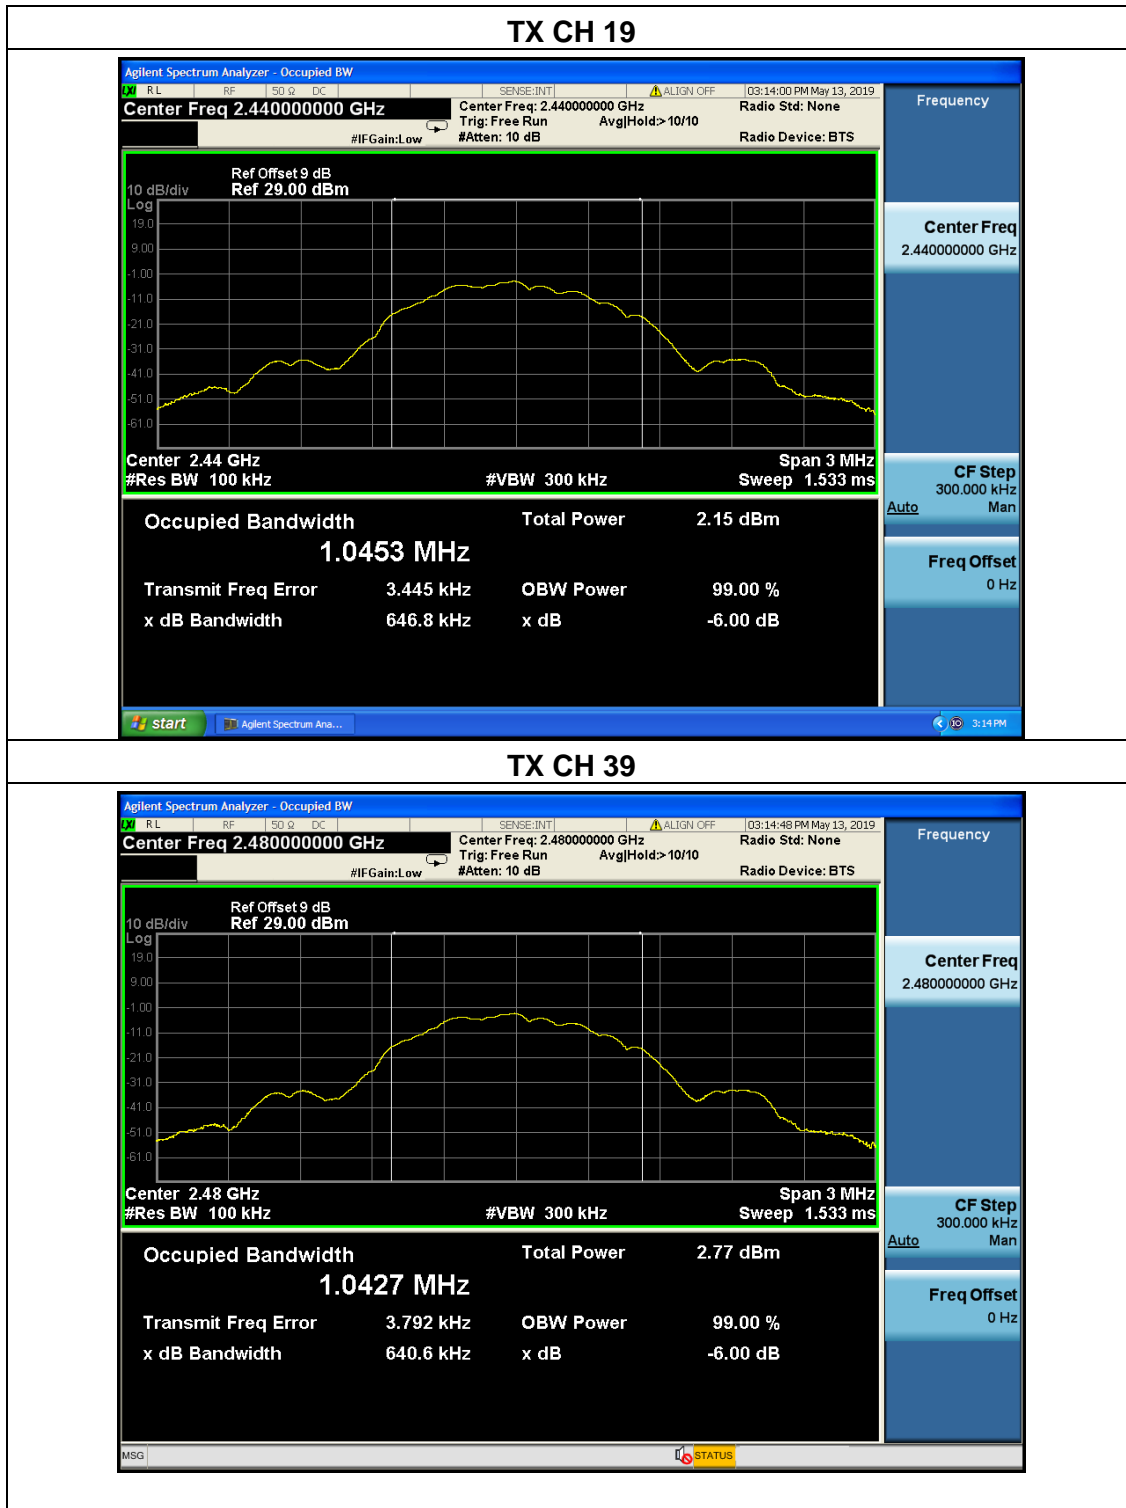 TX CH 19
Agilent Spectrum Analyzer - Occupied BW
LXI RL RF 50 Ω DC SENSE:INT ALIGN OFF 03:14:00 PM May 13, 2019
Center Freq 2.440000000 GHz
Center Freq: 2.440000000 GHz Radio Std: None
Trig: Free Run Avg|Hold:>10/10
#IFGain:Low #Atten: 10 dB Radio Device: BTS
Frequency
Ref Offset 9 dB
10 dB/div Ref 29.00 dBm
Log
19.0
9.00
-1.00
-11.0
-21.0
-31.0
-41.0
-51.0
-61.0
Center 2.44 GHz Span 3 MHz
#Res BW 100 kHz #VBW 300 kHz Sweep 1.533 ms
Center Freq
2.440000000 GHz
CF Step
300.000 kHz
Auto Man
Freq Offset
0 Hz
Occupied Bandwidth Total Power 2.15 dBm
1.0453 MHz
Transmit Freq Error 3.445 kHz OBW Power 99.00 %
x dB Bandwidth 646.8 kHz x dB -6.00 dB
start Agilent Spectrum Ana... 3:14 PM
TX CH 39
Agilent Spectrum Analyzer - Occupied BW
LXI RL RF 50 Ω DC SENSE:INT ALIGN OFF 03:14:48 PM May 13, 2019
Center Freq 2.480000000 GHz
Center Freq: 2.480000000 GHz Radio Std: None
Trig: Free Run Avg|Hold:>10/10
#IFGain:Low #Atten: 10 dB Radio Device: BTS
Frequency
Ref Offset 9 dB
10 dB/div Ref 29.00 dBm
Log
19.0
9.00
-1.00
-11.0
-21.0
-31.0
-41.0
-51.0
-61.0
Center 2.48 GHz Span 3 MHz
#Res BW 100 kHz #VBW 300 kHz Sweep 1.533 ms
Center Freq
2.480000000 GHz
CF Step
300.000 kHz
Auto Man
Freq Offset
0 Hz
Occupied Bandwidth Total Power 2.77 dBm
1.0427 MHz
Transmit Freq Error 3.792 kHz OBW Power 99.00 %
x dB Bandwidth 640.6 kHz x dB -6.00 dB
MSG STATUS